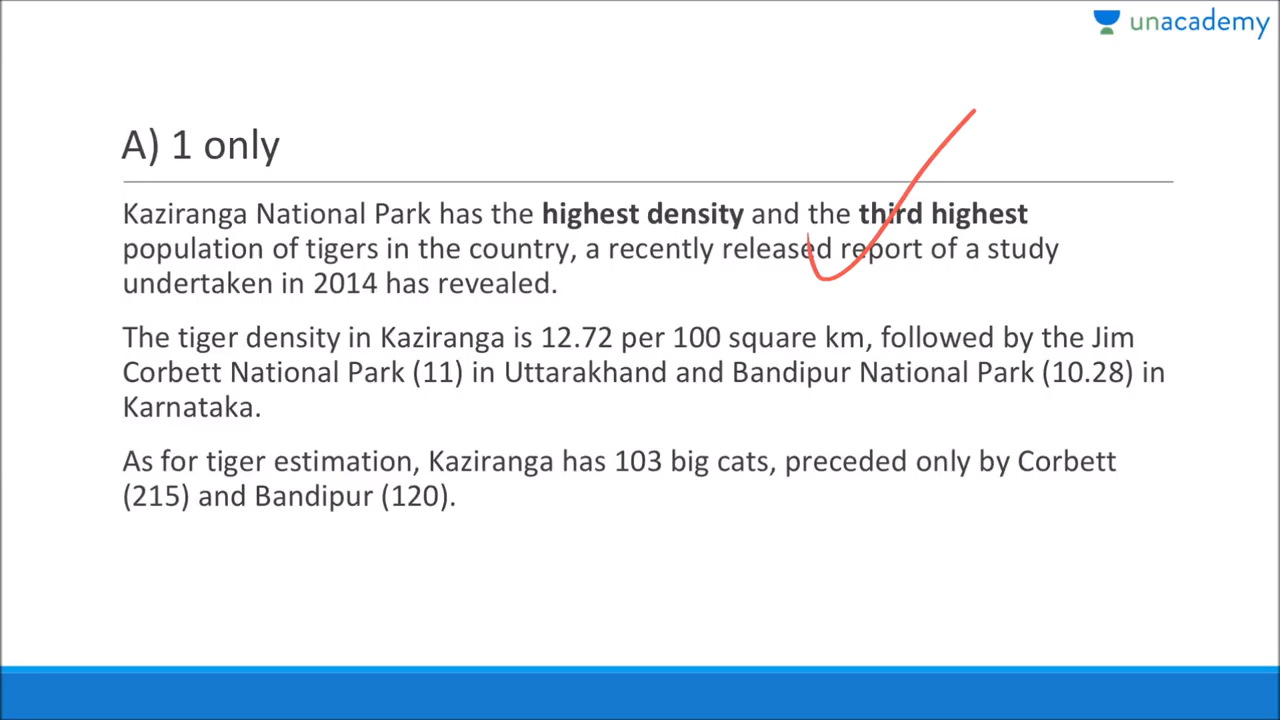 unacademy
A) 1 only
Kaziranga National Park has the highest density and the third highest
population of tigers in the country, a recently released report of a study
undertaken in 2014 has revealed.
The tiger density in Kaziranga is 12.72 per 100 square km, followed by the Jim
Corbett National Park (11) in Uttarakhand and Bandipur National Park (10.28) in
Karnataka.
As for tiger estimation, Kaziranga has 103 big cats, preceded only by Corbett
(215) and Bandipur (120).